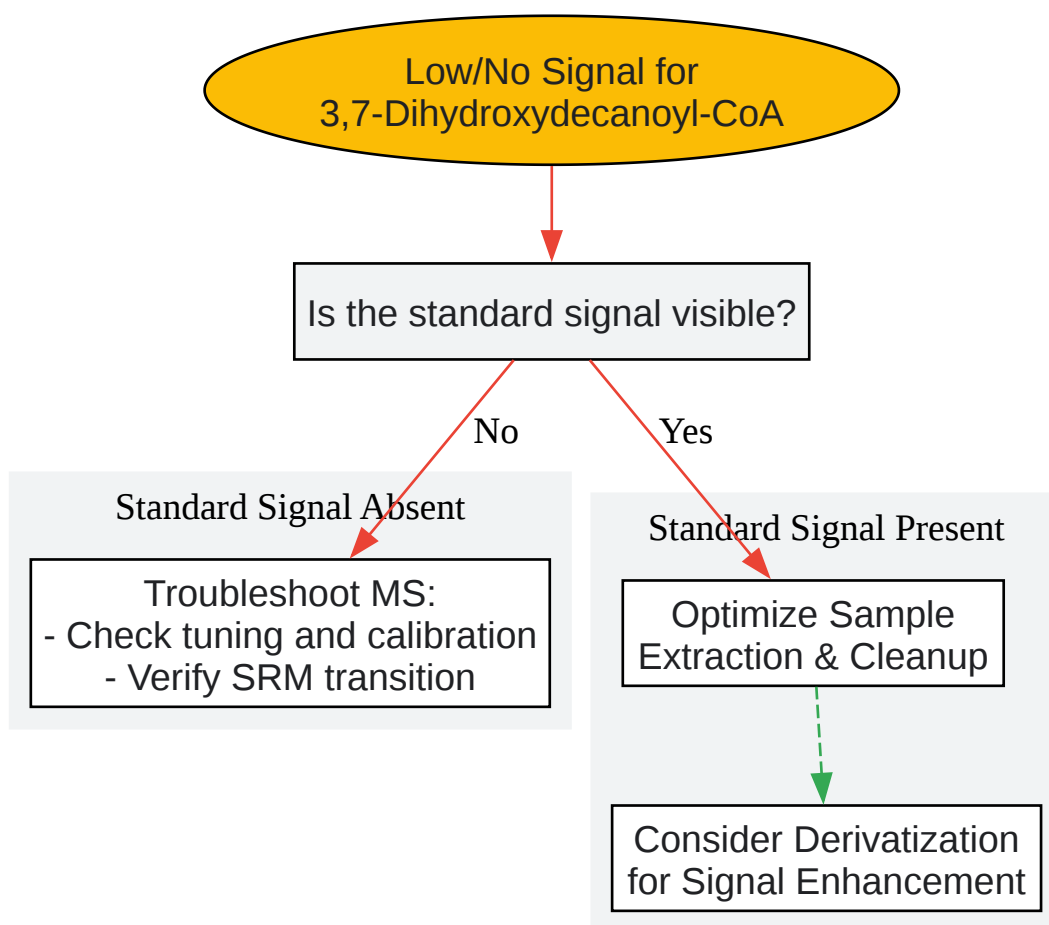 Low/No Signal for
3,7-Dihydroxydecanoyl-CoA
Is the standard signal visible?
No
Yes
Standard Signal Absent
Standard Signal Present
Troubleshoot MS:
- Check tuning and calibration
- Verify SRM transition
Optimize Sample
Extraction & Cleanup
Consider Derivatization
for Signal Enhancement